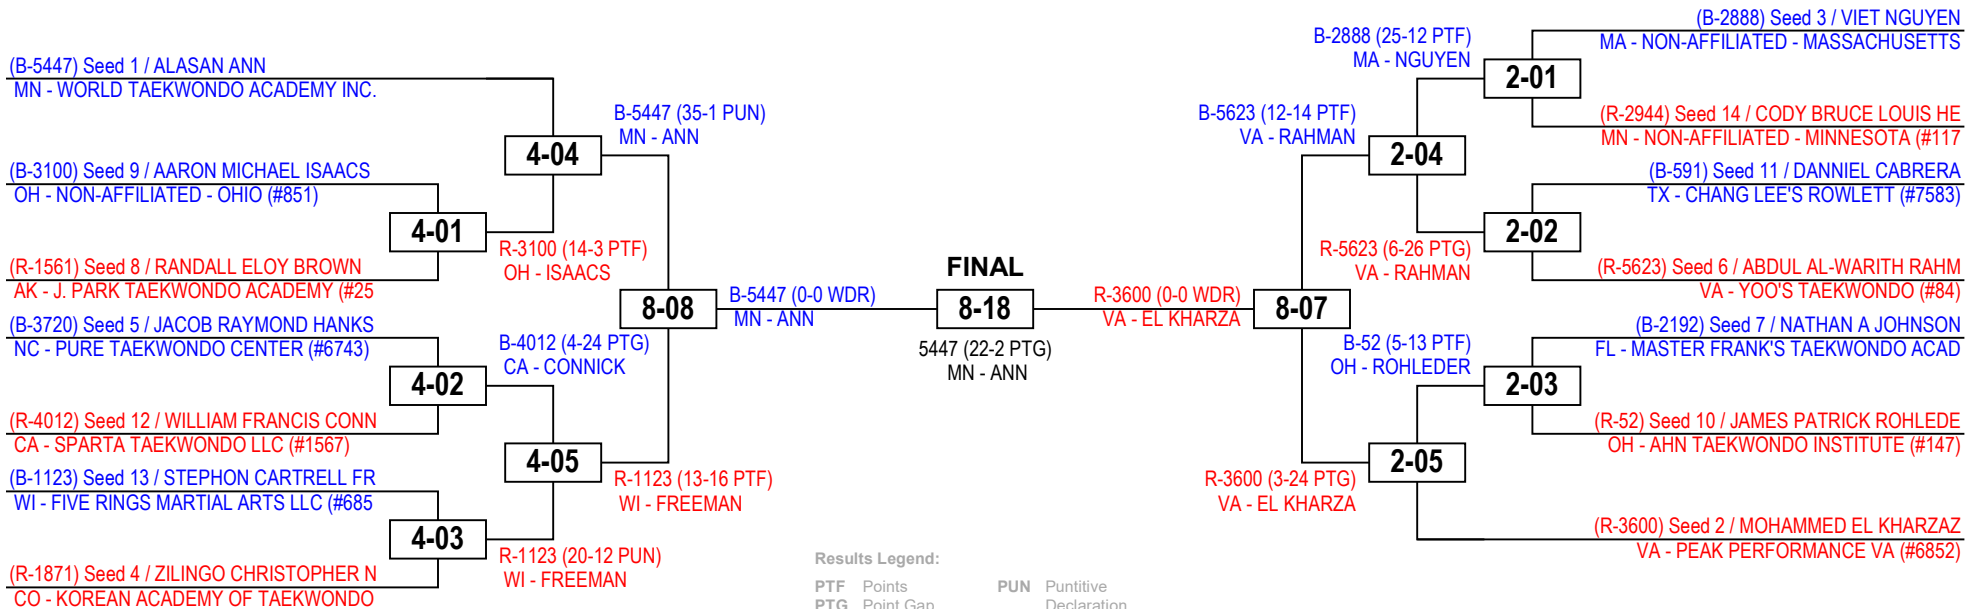 (B-5447) Seed 1 / ALASAN ANN
MN - WORLD TAEKWONDO ACADEMY INC.
(B-3100) Seed 9 / AARON MICHAEL ISAACS
OH - NON-AFFILIATED - OHIO (#851)
(R-1561) Seed 8 / RANDALL ELOY BROWN
AK - J. PARK TAEKWONDO ACADEMY (#25
(B-3720) Seed 5 / JACOB RAYMOND HANKS
NC - PURE TAEKWONDO CENTER (#6743)
(R-4012) Seed 12 / WILLIAM FRANCIS CONN
CA - SPARTA TAEKWONDO LLC (#1567)
(B-1123) Seed 13 / STEPHON CARTRELL FR
WI - FIVE RINGS MARTIAL ARTS LLC (#685
(R-1871) Seed 4 / ZILINGO CHRISTOPHER N
CO - KOREAN ACADEMY OF TAEKWONDO
4-01
4-02
4-03
R-3100 (14-3 PTF)
OH - ISAACS
B-4012 (4-24 PTG)
CA - CONNICK
R-1123 (20-12 PUN)
WI - FREEMAN
4-04
4-05
B-5447 (35-1 PUN)
MN - ANN
R-1123 (13-16 PTF)
WI - FREEMAN
8-08
B-5447 (0-0 WDR)
MN - ANN
FINAL
8-18
5447 (22-2 PTG)
MN - ANN
R-3600 (0-0 WDR)
VA - EL KHARZA
8-07
B-5623 (12-14 PTF)
VA - RAHMAN
R-3600 (3-24 PTG)
VA - EL KHARZA
2-04
2-05
B-2888 (25-12 PTF)
MA - NGUYEN
R-5623 (6-26 PTG)
VA - RAHMAN
B-52 (5-13 PTF)
OH - ROHLEDER
2-01
2-02
2-03
(B-2888) Seed 3 / VIET NGUYEN
MA - NON-AFFILIATED - MASSACHUSETTS
(R-2944) Seed 14 / CODY BRUCE LOUIS HE
MN - NON-AFFILIATED - MINNESOTA (#117
(B-591) Seed 11 / DANNIEL CABRERA
TX - CHANG LEE'S ROWLETT (#7583)
(R-5623) Seed 6 / ABDUL AL-WARITH RAHM
VA - YOO'S TAEKWONDO (#84)
(B-2192) Seed 7 / NATHAN A JOHNSON
FL - MASTER FRANK'S TAEKWONDO ACAD
(R-52) Seed 10 / JAMES PATRICK ROHLEDE
OH - AHN TAEKWONDO INSTITUTE (#147)
(R-3600) Seed 2 / MOHAMMED EL KHARZAZ
VA - PEAK PERFORMANCE VA (#6852)
Results Legend:
PTF Points PUN Puntitive
PTG Point Gap Declaration